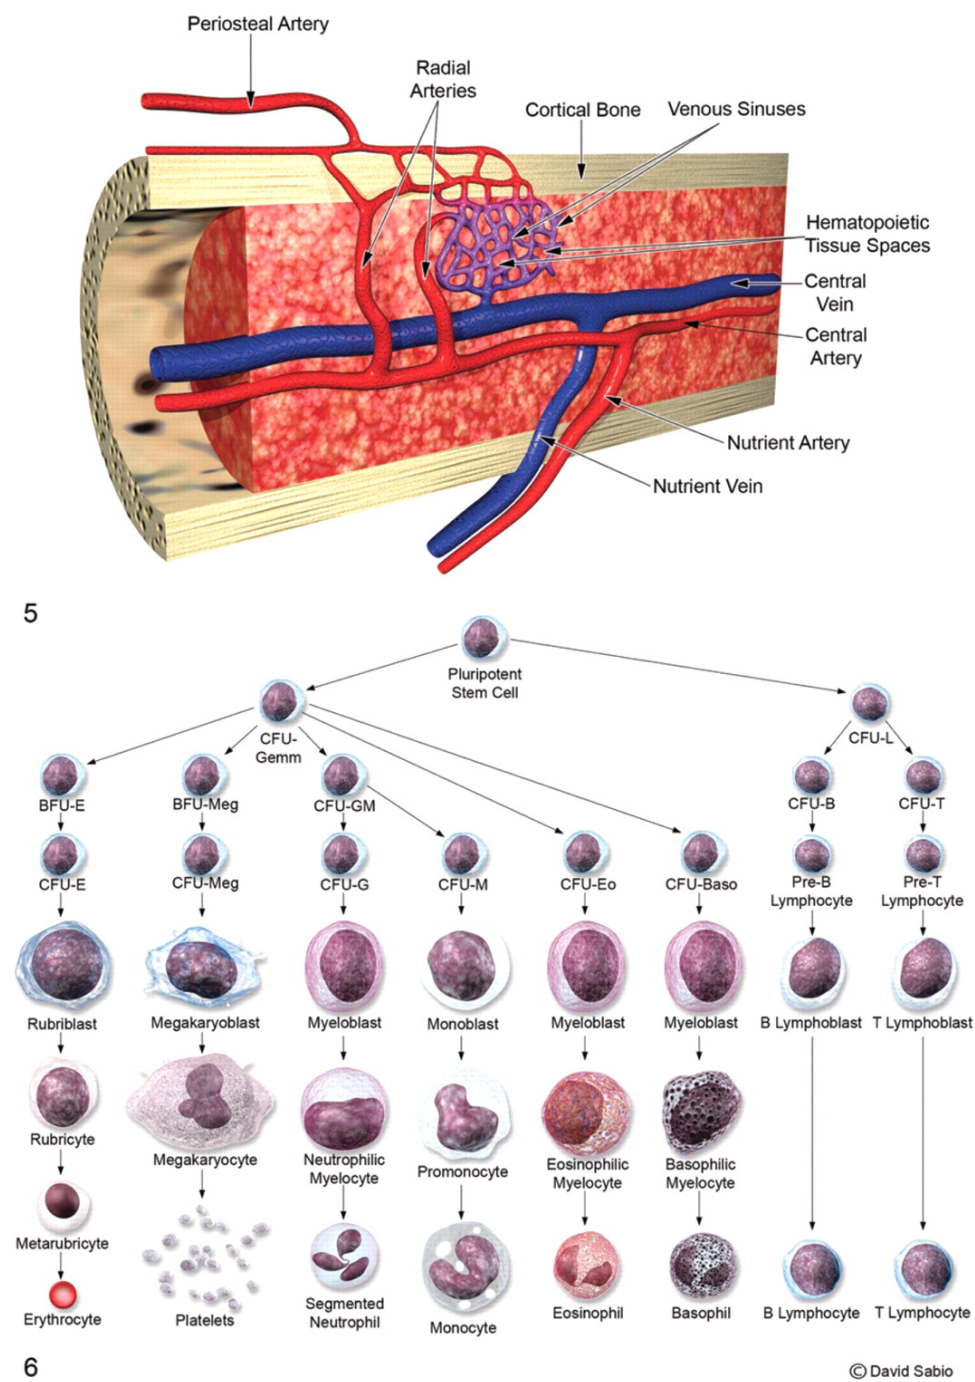 Periosteal Artery
Radial
Arteries
Cortical Bone
Venous Sinuses
Hematopoietic
Tissue Spaces
Central
Vein
Central
Artery
Nutrient Artery
Nutrient Vein
5
Pluripotent
Stem Cell
CFU-
Gemm
CFU-L
BFU-E
BFU-Meg
CFU-GM
CFU-B
CFU-T
CFU-E
CFU-Meg
CFU-G
CFU-M
CFU-Eo
CFU-Baso
Pre-B
Lymphocyte
Pre-T
Lymphocyte
Rubriblast
Megakaryoblast
Myeloblast
Monoblast
Myeloblast
Myeloblast
B Lymphoblast
T Lymphoblast
Rubricyte
Megakaryocyte
Neutrophilic
Myelocyte
Promonocyte
Eosinophilic
Myelocyte
Basophilic
Myelocyte
Metarubricyte
Erythrocyte
Platelets
Segmented
Neutrophil
Monocyte
Eosinophil
Basophil
B Lymphocyte
T Lymphocyte
6
© David Sabio